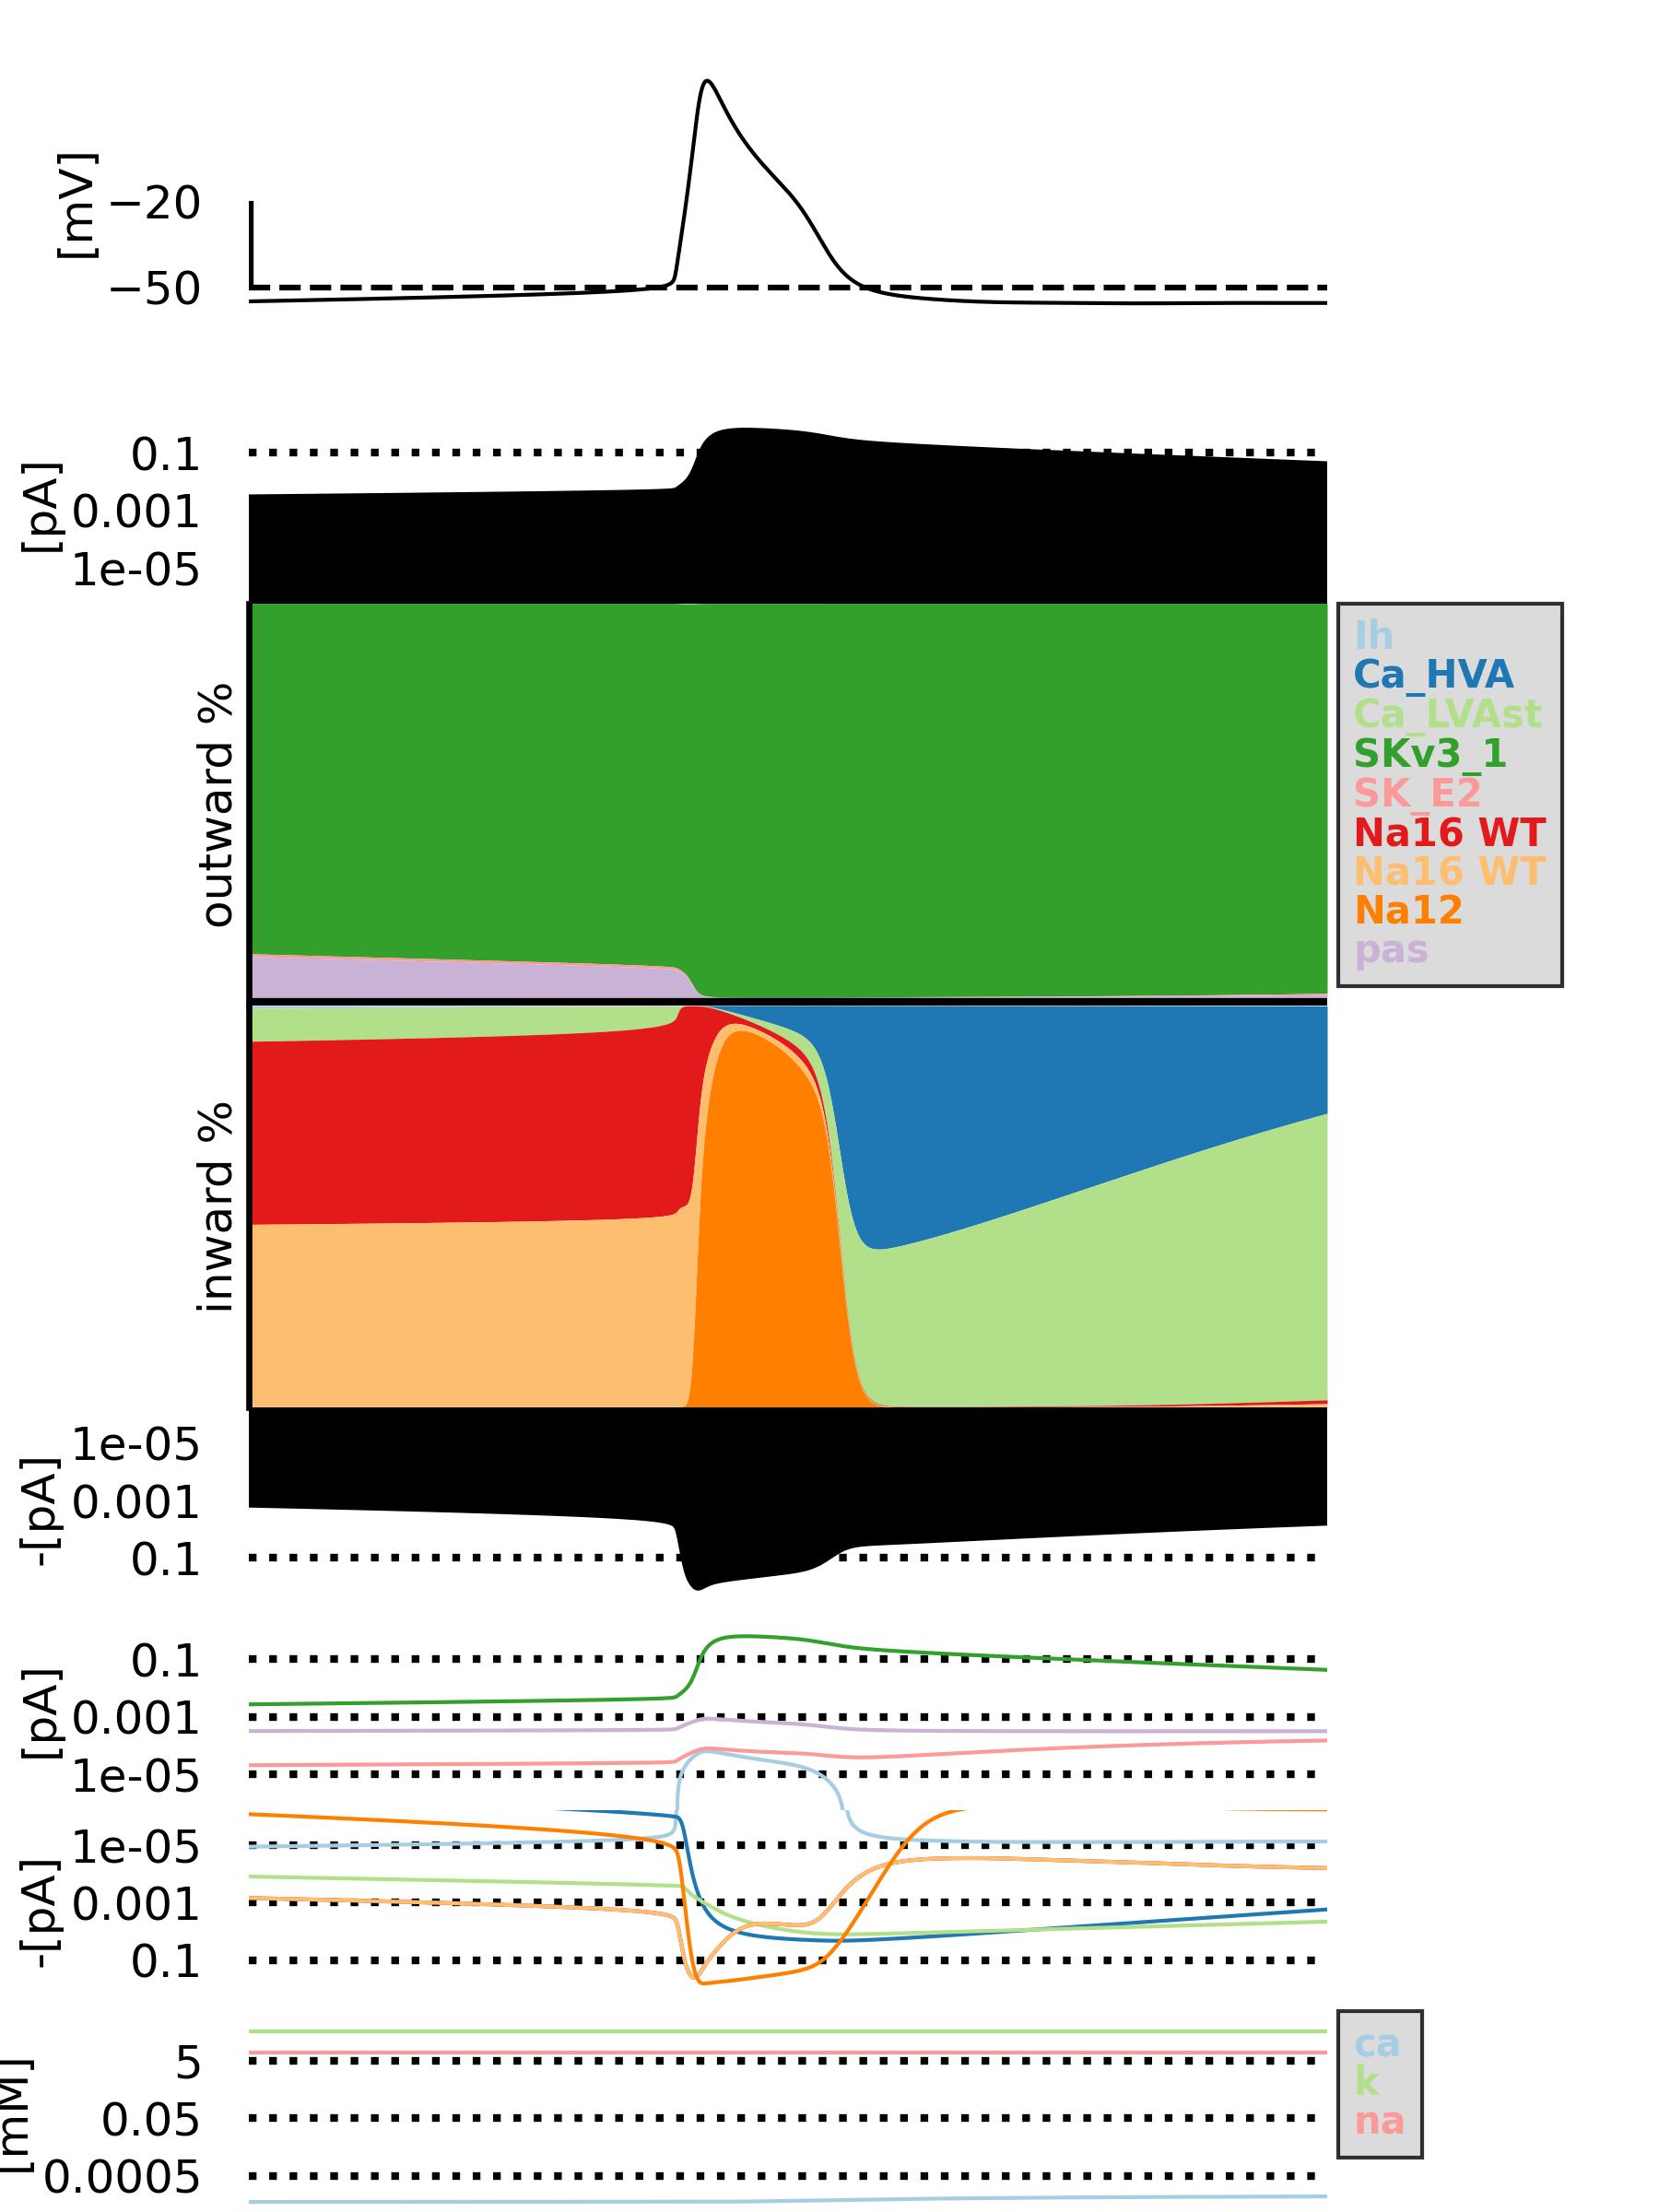 [mV]
−20
−50
[pA]
0.1
0.001
1e-05
outward %
Ih
Ca_HVA
Ca_LVAst
SKv3_1
SK_E2
Na16 WT
Na16 WT
Na12
pas
inward %
-[pA]
1e-05
0.001
0.1
[pA]
0.1
0.001
1e-05
-[pA]
1e-05
0.001
0.1
[mM]
5
0.05
0.0005
ca
k
na